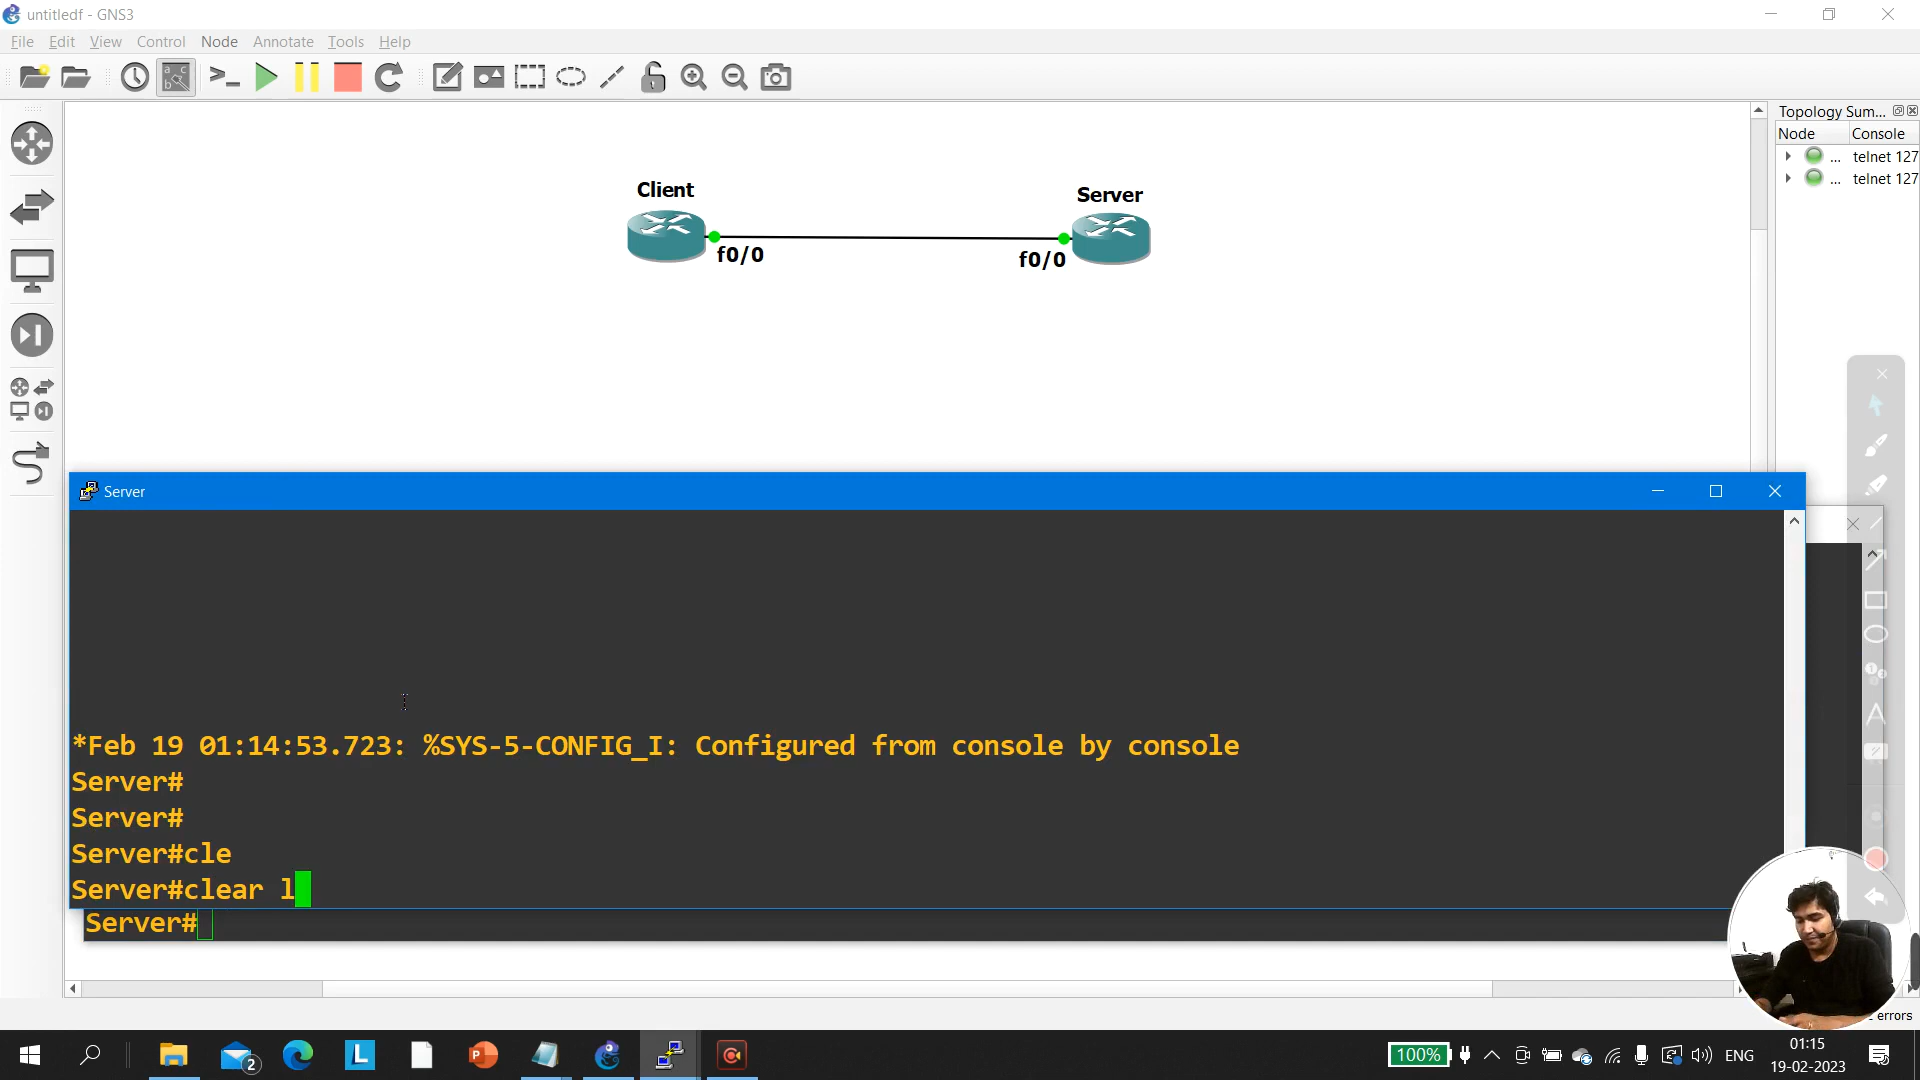 untitledf - GNS3
File Edit View Control Node Annotate Tools Help
Topology Sum...
Node Console
... telnet 127
... telnet 127
Client
Server
f0/0
f0/0
Server
*Feb 19 01:14:53.723: %SYS-5-CONFIG_I: Configured from console by console
Server#
Server#
Server#cle
Server#clear l
Server#
errors
2
100%
ENG
01:15
19-02-2023